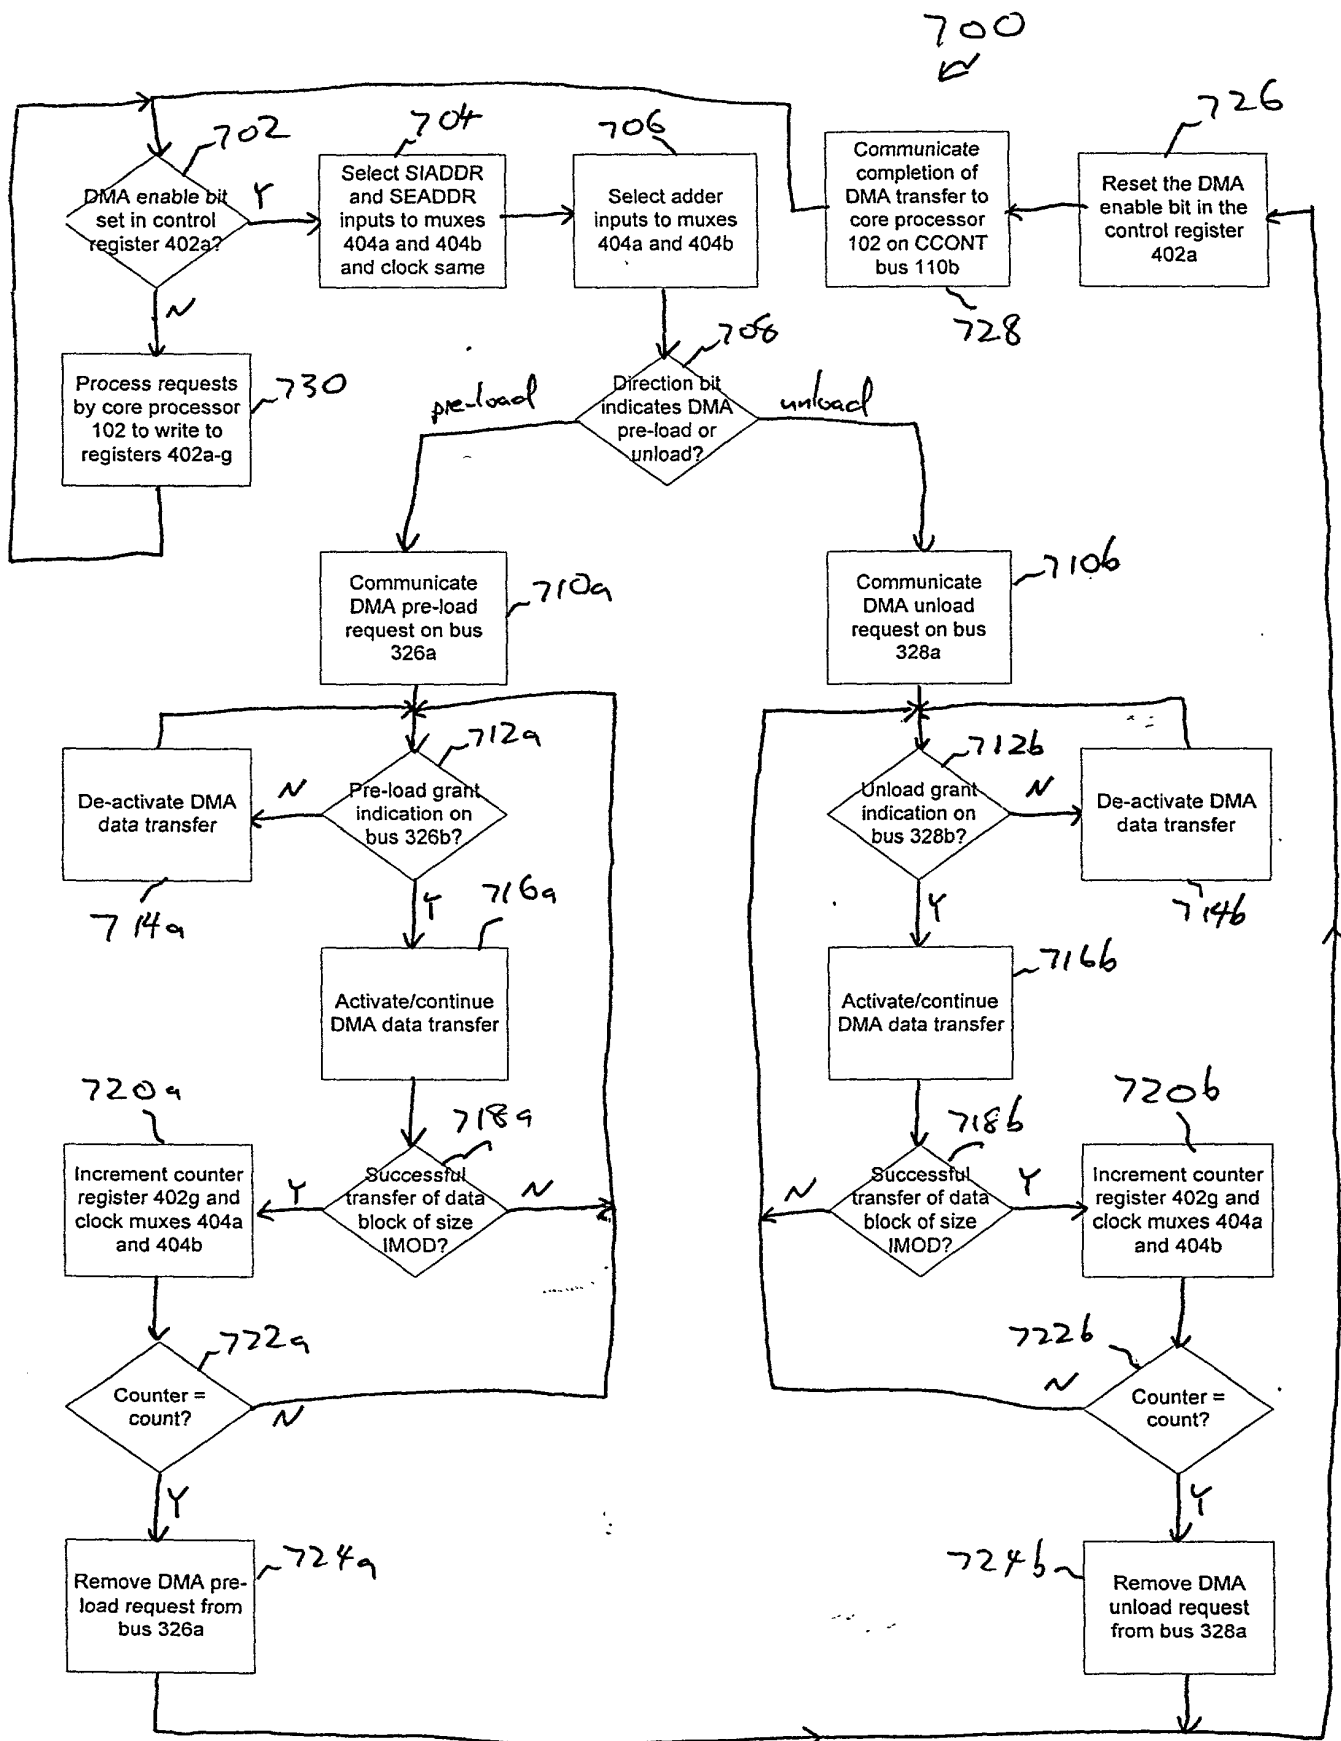 700
702
DMA enable bit
set in control
register 402a?
Y
N
704
Select SIADDR
and SEADDR
inputs to muxes
404a and 404b
and clock same
706
Select adder
inputs to muxes
404a and 404b
Communicate
completion of
DMA transfer to
core processor
102 on CCONT
bus 110b
728
726
Reset the DMA
enable bit in the
control register
402a
Process requests
by core processor
102 to write to
registers 402a-g
730
708
Direction bit
indicates DMA
pre-load or
unload?
pre-load
unload
Communicate
DMA pre-load
request on bus
326a
710a
Communicate
DMA unload
request on bus
328a
710b
De-activate DMA
data transfer
714a
N
712a
Pre-load grant
indication on
bus 326b?
Y
712b
Unload grant
indication on
bus 328b?
N
Y
De-activate DMA
data transfer
714b
716a
Activate/continue
DMA data transfer
716b
Activate/continue
DMA data transfer
720a
Increment counter
register 402g and
clock muxes 404a
and 404b
Y
718a
Successful
transfer of data
block of size
IMOD?
N
N
718b
Successful
transfer of data
block of size
IMOD?
Y
720b
Increment counter
register 402g and
clock muxes 404a
and 404b
722a
Counter =
count?
N
Y
722b
N
Counter =
count?
Y
724a
Remove DMA pre-
load request from
bus 326a
724b
Remove DMA
unload request
from bus 328a